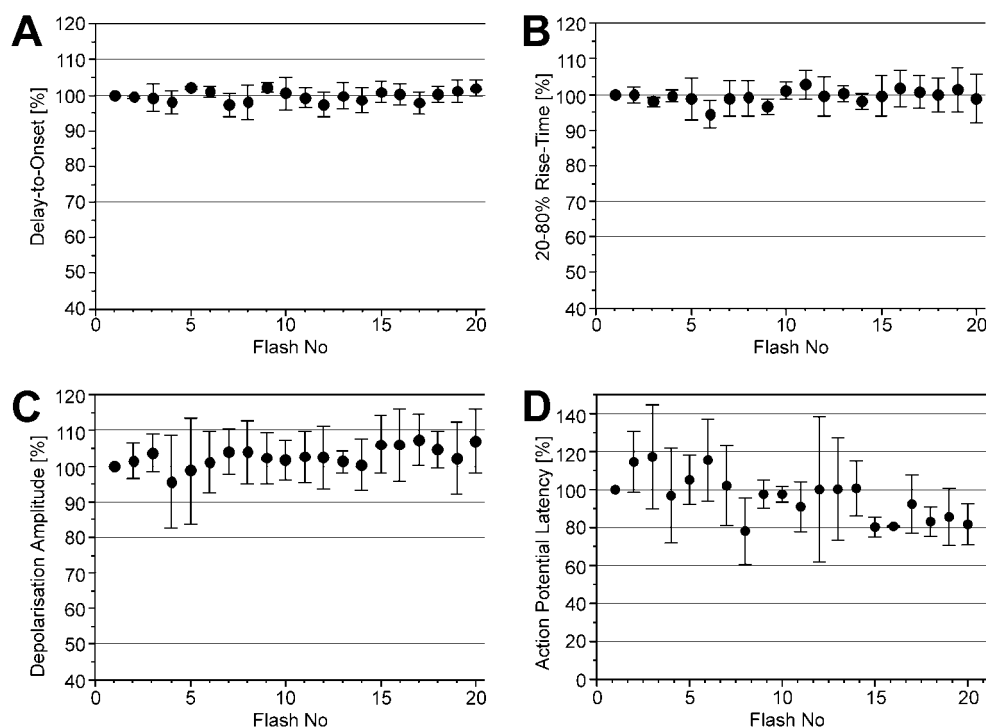 A
Delay-to-Onset [%]
120
110
100
90
80
70
60
50
40
0 5 10 15 20
Flash No
B
20-80% Rise-Time [%]
120
110
100
90
80
70
60
50
40
0 5 10 15 20
Flash No
C
Depolarisation Amplitude [%]
120
110
100
90
80
70
60
50
40
0 5 10 15 20
Flash No
D
Action Potential Latency [%]
140
120
100
80
60
40
20
0
0 5 10 15 20
Flash No